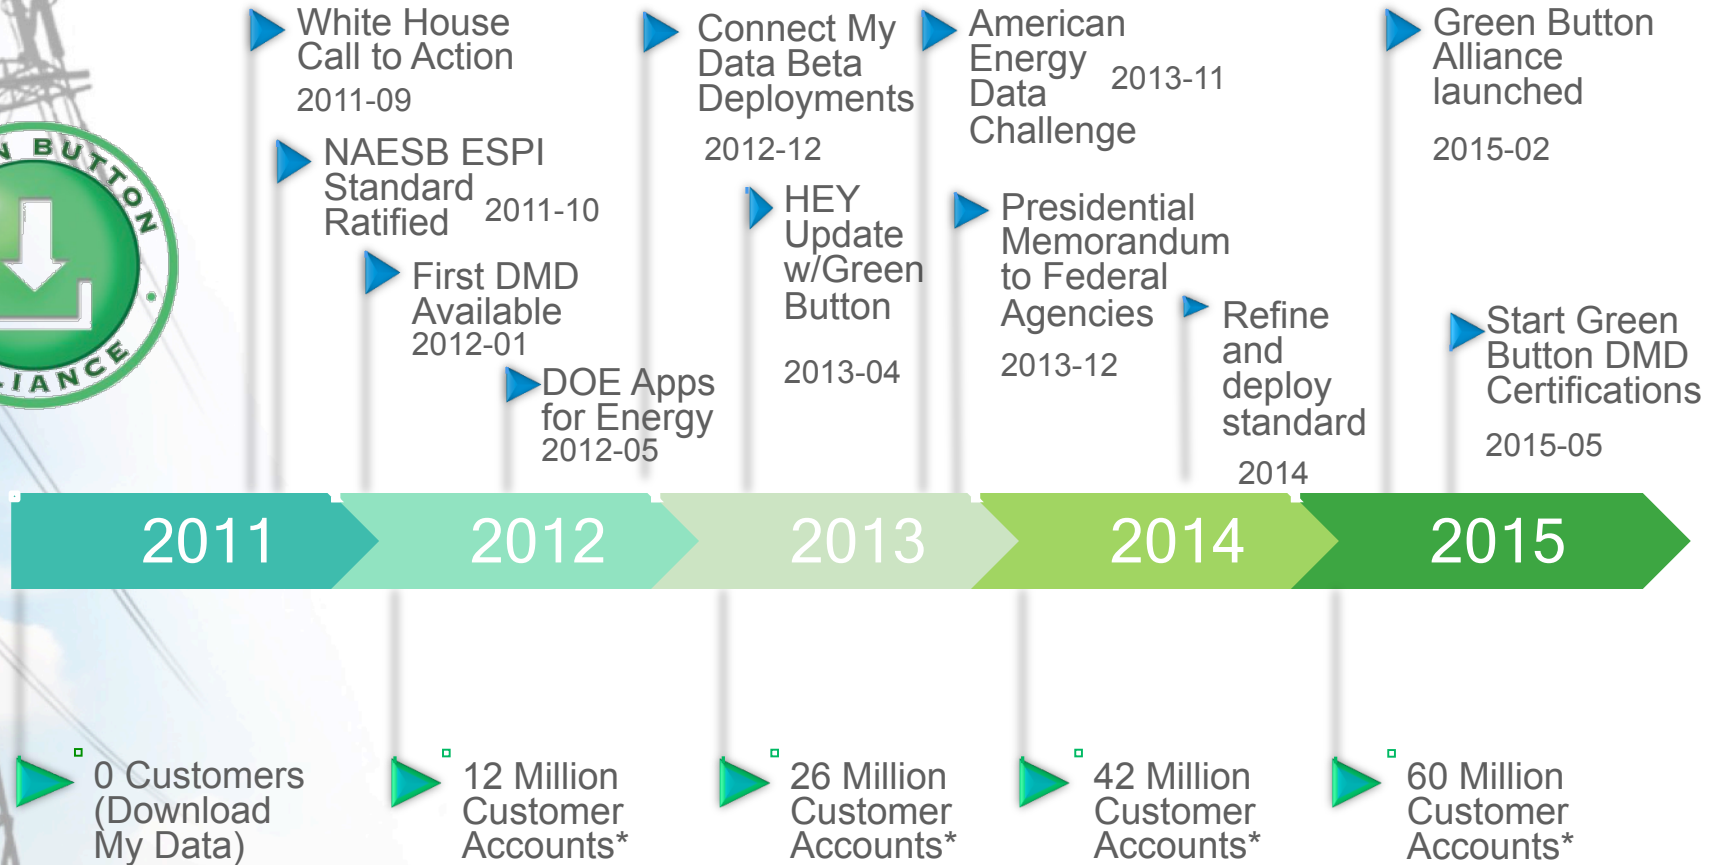 White House
Call to Action
2011-09
NAESB ESPI
Standard
Ratified
2011-10
First DMD
Available
2012-01
DOE Apps
for Energy
2012-05
Connect My
Data Beta
Deployments
2012-12
HEY
Update
w/Green
Button
2013-04
American
Energy
Data
Challenge
2013-11
Presidential
Memorandum
to Federal
Agencies
2013-12
Refine
and
deploy
standard
2014
Green Button
Alliance
launched
2015-02
Start Green
Button DMD
Certifications
2015-05
N BUTTON
LIANCE
2011
2012
2013
2014
2015
0 Customers
(Download
My Data)
12 Million
Customer
Accounts*
26 Million
Customer
Accounts*
42 Million
Customer
Accounts*
60 Million
Customer
Accounts*